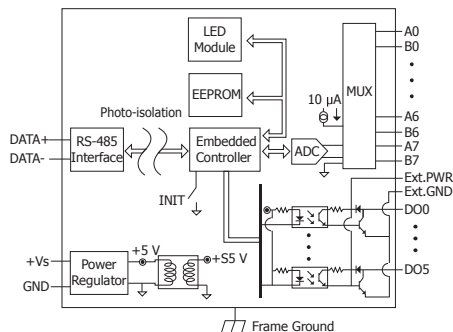 LED
Module
A0
B0
EEPROM
MUX
10 µA
Photo-isolation
A6
B6
DATA+
RS-485
Interface
Embedded
Controller
ADC
A7
DATA-
B7
Ext.PWR
INIT
Ext.GND
DO0
+5 V
+S5 V
+Vs
Power
Regulator
DO5
GND
Frame Ground